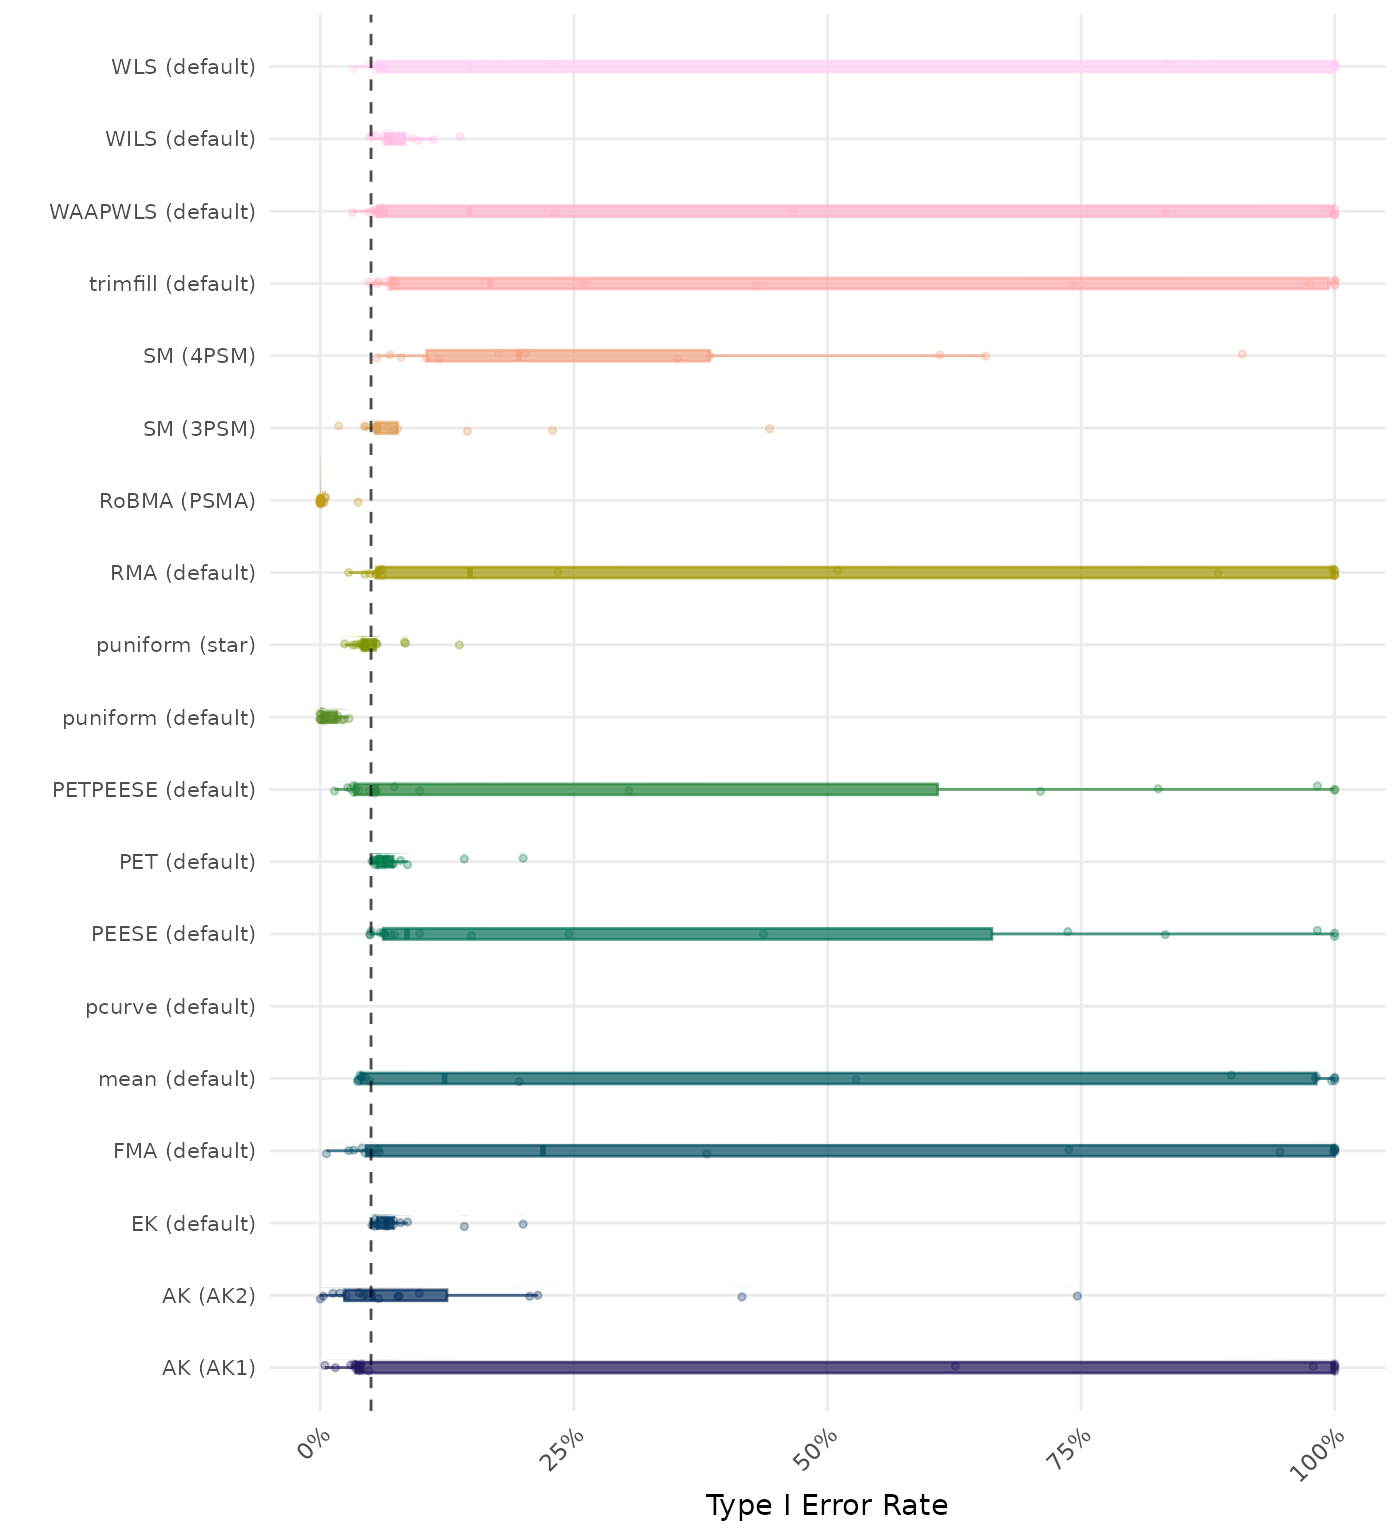 WLS (default)
WILS (default)
WAAPWLS (default)
trimfill (default)
SM (4PSM)
SM (3PSM)
RoBMA (PSMA)
RMA (default)
puniform (star)
puniform (default)
PETPEESE (default)
PET (default)
PEESE (default)
pcurve (default)
mean (default)
FMA (default)
EK (default)
AK (AK2)
AK (AK1)
0% 25% 50% 75% 100%
Type I Error Rate